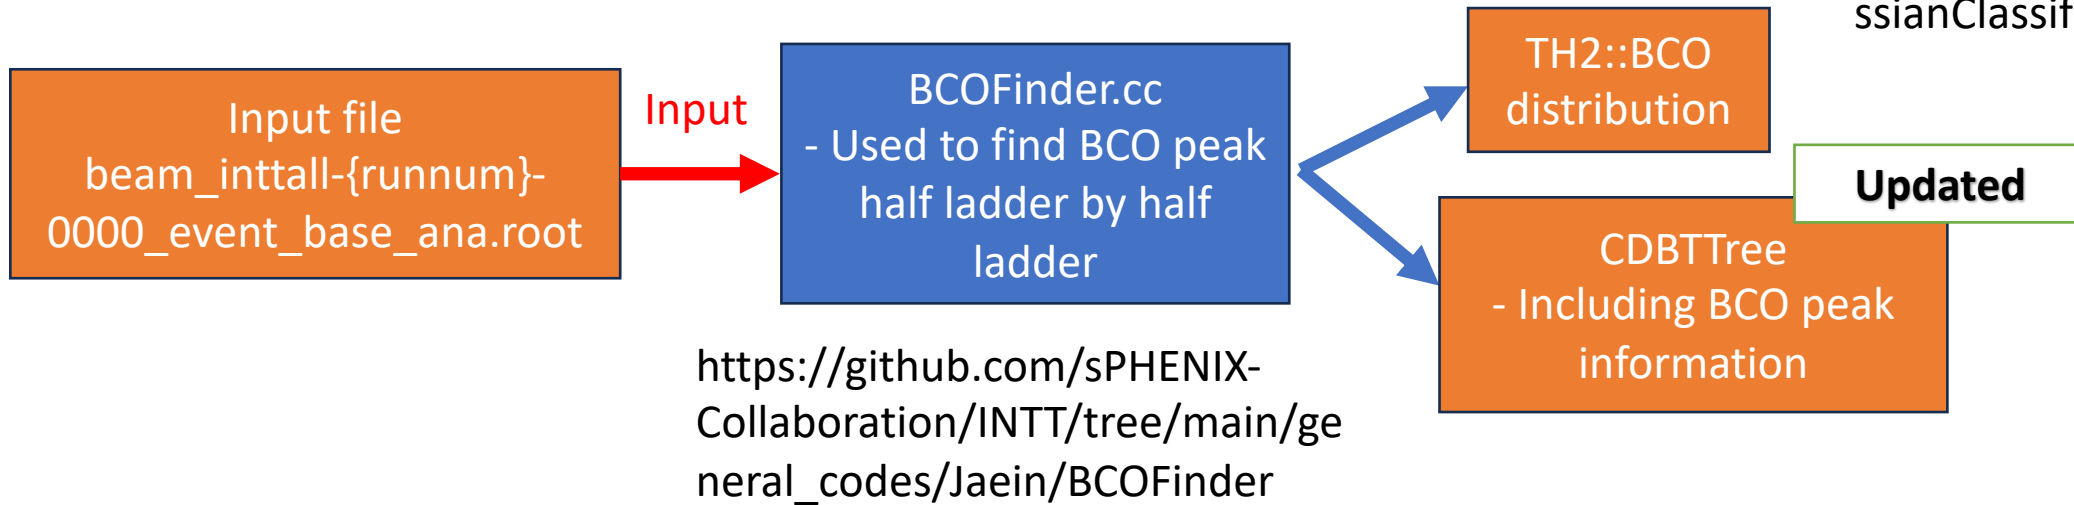 ssianClassif
Input file
beam_inttall-{runnum}-
0000_event_base_ana.root
Input
BCOFinder.cc
- Used to find BCO peak
half ladder by half
ladder
TH2::BCO
distribution
Updated
CDBTTree
- Including BCO peak
information
https://github.com/sPHENIX-
Collaboration/INTT/tree/main/ge
neral_codes/Jaein/BCOFinder